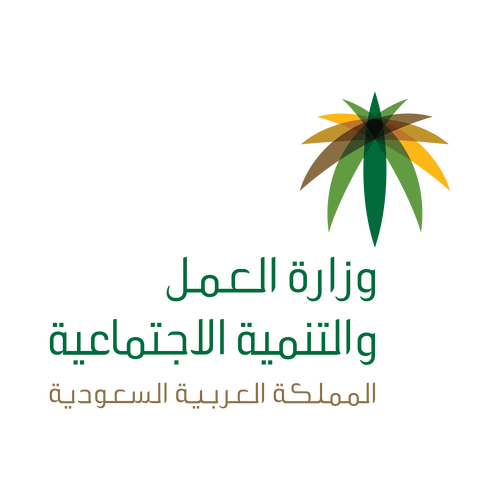 وزارة العمل
والتنمية الاجتماعية
المملكة العربية السعودية